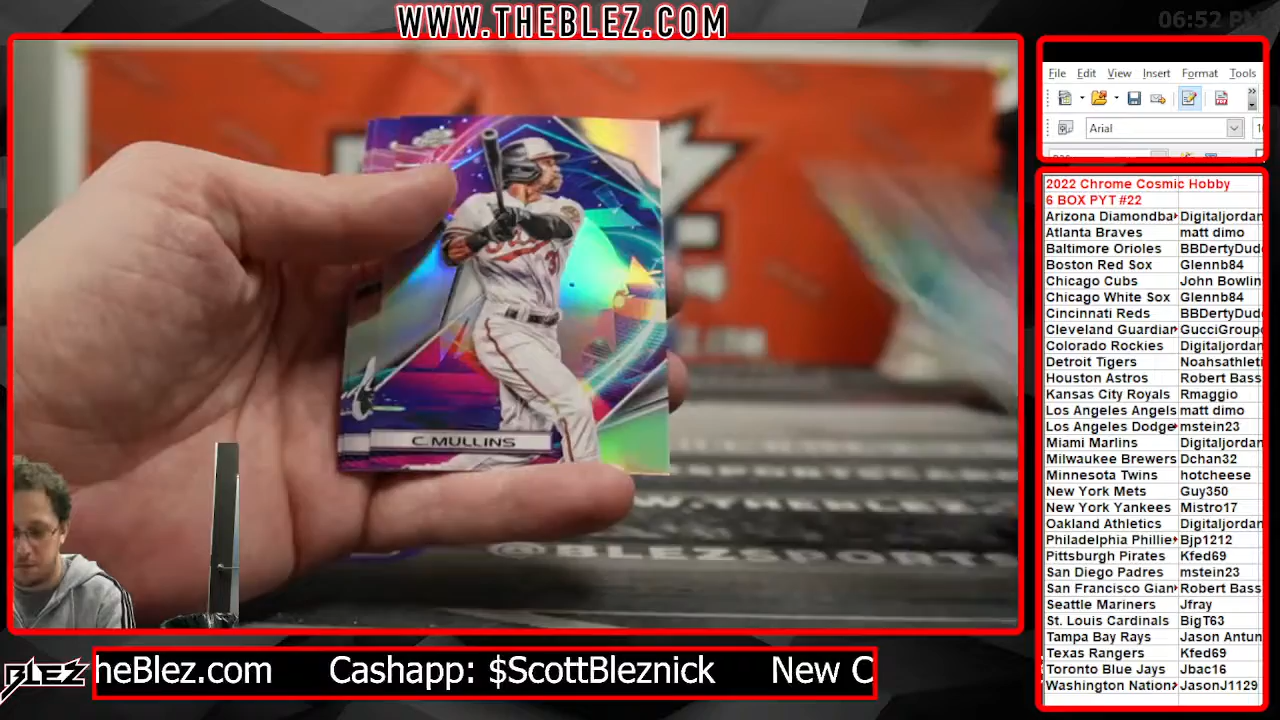 WWW.THEBLEZ.COM
06:52 PM
File Edit View Insert Format Tools
Arial
2022 Chrome Cosmic Hobby
6 BOX PYT #22
Arizona Diamondba Digitaljordan
Atlanta Braves matt dimo
Baltimore Orioles BBDertyDude
Boston Red Sox Glennb84
Chicago Cubs John Bowlin
Chicago White Sox Glennb84
Cincinnati Reds BBDertyDude
Cleveland Guardian GucciGroup
Colorado Rockies Digitaljordan
Detroit Tigers Noahsathleti
Houston Astros Robert Bass
Kansas City Royals Rmaggio
Los Angeles Angels matt dimo
Los Angeles Dodge mstein23
Miami Marlins Digitaljordan
Milwaukee Brewers Dchan32
Minnesota Twins hotcheese
New York Mets Guy350
New York Yankees Mistro17
Oakland Athletics Digitaljordan
Philadelphia Phillie Bjp1212
Pittsburgh Pirates Kfed69
San Diego Padres mstein23
San Francisco Gian Robert Bass
Seattle Mariners Jfray
St. Louis Cardinals BigT63
Tampa Bay Rays Jason Antun
Texas Rangers Kfed69
Toronto Blue Jays Jbac16
Washington Nation JasonJ1129
C. MULLINS
@BLEZSPORTS
BLEZ
heBlez.com Cashapp: $ScottBleznick New C